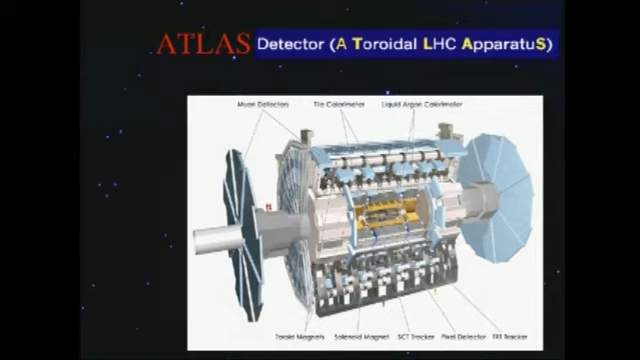 ATLAS Detector (A Toroidal LHC ApparatuS)
Muon Detectors Tile Calorimeter Liquid Argon Calorimeter
Toroid Magnets Solenoid Magnet SCT Tracker Pixel Detector TRT Tracker